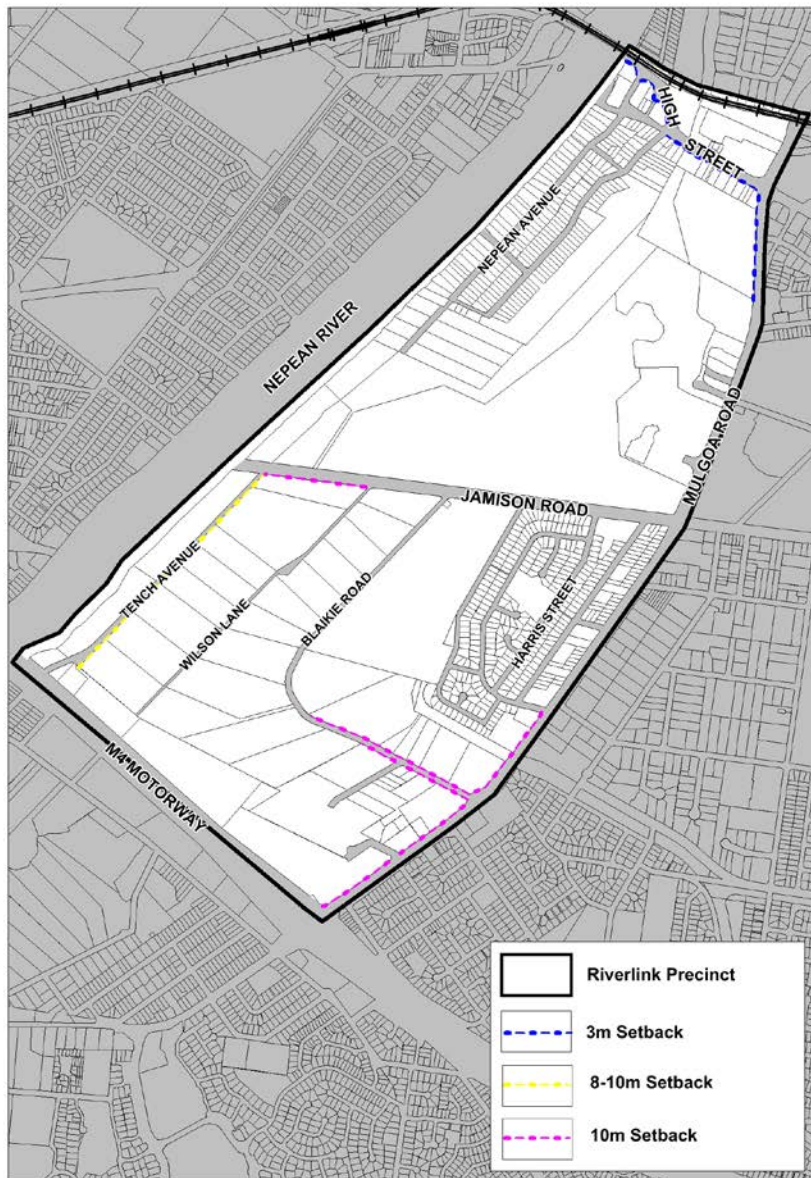 HIGH
STREET
NEPEAN AVENUE
NEPEAN RIVER
MULGOA ROAD
JAMISON ROAD
TENCH AVENUE
WILSON LANE
BLAIKIE ROAD
HARRIS STREET
M4 MOTORWAY
Riverlink Precinct
3m Setback
8-10m Setback
10m Setback